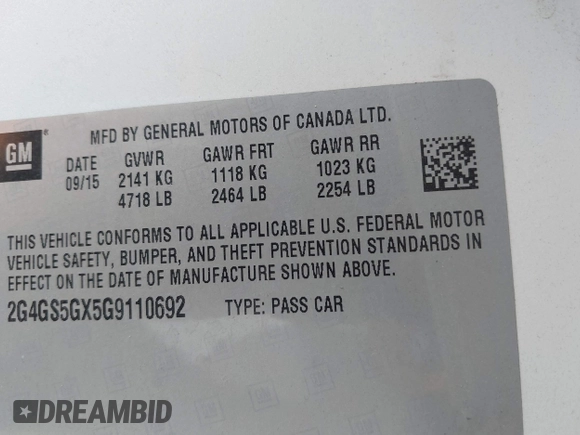 GM
®
MFD BY GENERAL MOTORS OF CANADA LTD.
DATE GVWR GAWR FRT GAWR RR
09/15 2141 KG 1118 KG 1023 KG
4718 LB 2464 LB 2254 LB
THIS VEHICLE CONFORMS TO ALL APPLICABLE U.S. FEDERAL MOTOR
VEHICLE SAFETY, BUMPER, AND THEFT PREVENTION STANDARDS IN
EFFECT ON THE DATE OF MANUFACTURE SHOWN ABOVE.
2G4GS5GX5G9110692 TYPE: PASS CAR
DREAMBID